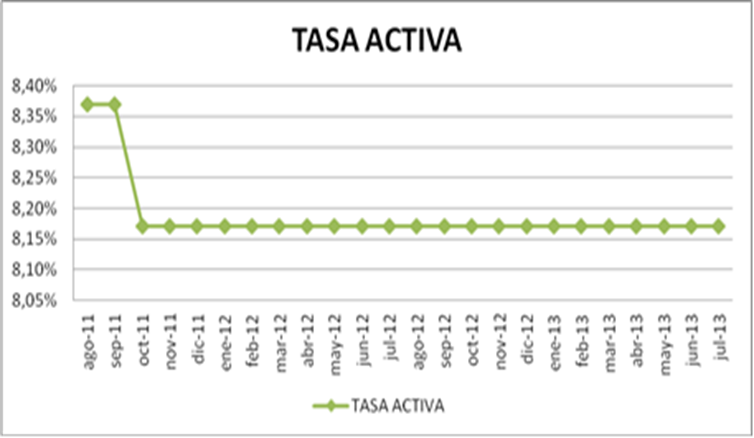 TASA ACTIVA
8,40%
8,35%
8,30%
8,25%
8,20%
8,15%
8,10%
8,05%
ago-11
sep-11
oct-11
nov-11
dic-11
ene-12
feb-12
mar-12
abr-12
may-12
jun-12
jul-12
ago-12
sep-12
oct-12
nov-12
dic-12
ene-13
feb-13
mar-13
abr-13
may-13
jun-13
jul-13
TASA ACTIVA